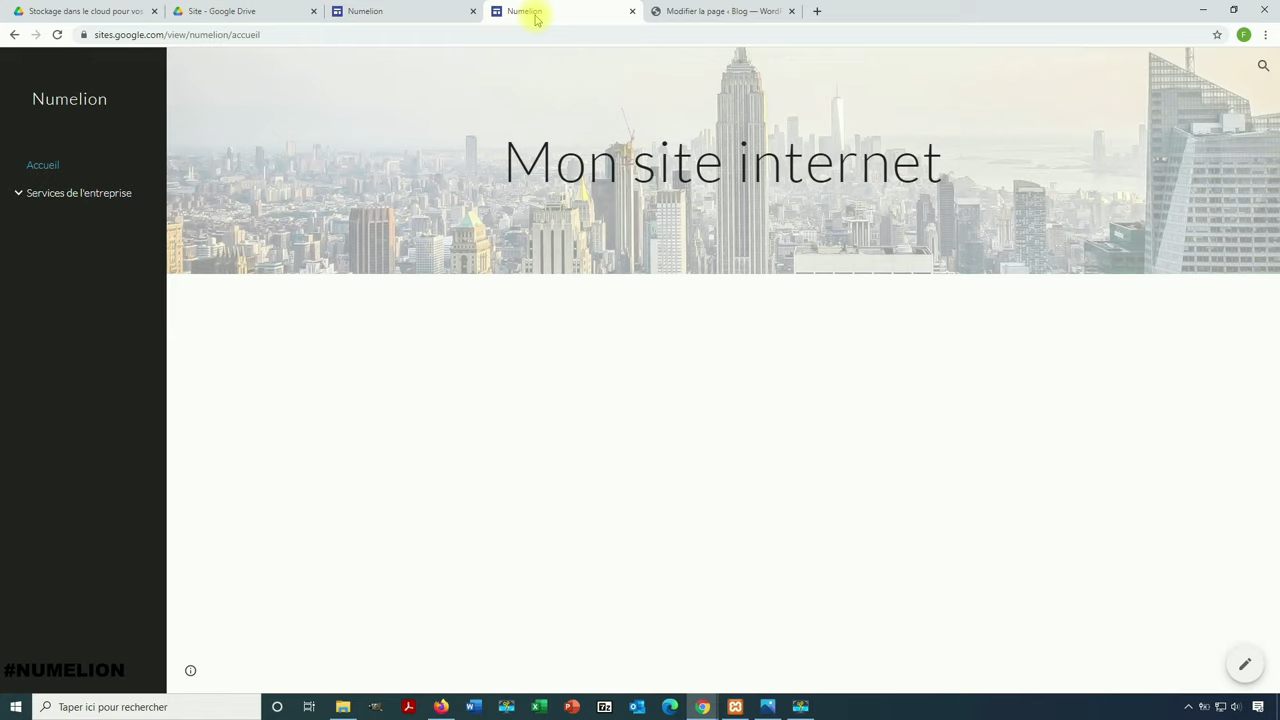 Stockage dans le cloud pour vos
Site - Google Drive
Numelion
Numelion
Modifier la page ‹ Blog — Word
sites.google.com/view/numelion/accueil
F
Numelion
Mon site internet
Accueil
Services de l'entreprise
#NUMELION
Taper ici pour rechercher